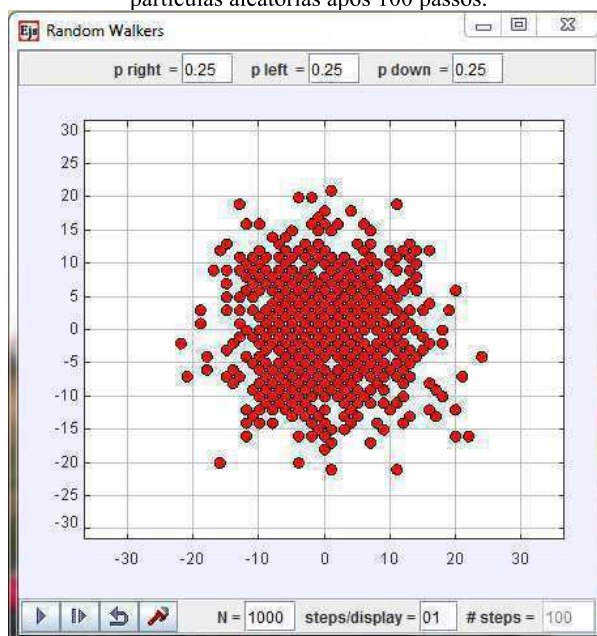 partículas aleatórias após 100 passos.
Ejs Random Walkers
p right = 0.25 p left = 0.25 p down = 0.25
30
25
20
15
10
5
0
-5
-10
-15
-20
-25
-30
-30 -20 -10 0 10 20 30
N = 1000 steps/display = 01 # steps = 100